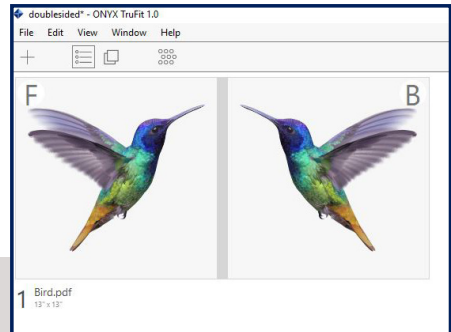 doublesided* - ONYX TruFit 1.0
File Edit View Window Help
F B
1 Bird.pdf
13" x 13"